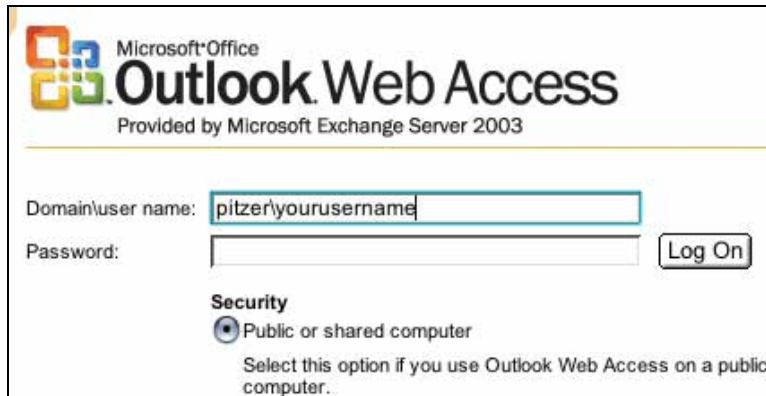 Microsoft Office
Outlook Web Access
Provided by Microsoft Exchange Server 2003
Domain\user name: pitzer\yourusername
Password: Log On
Security
Public or shared computer
Select this option if you use Outlook Web Access on a public
computer.